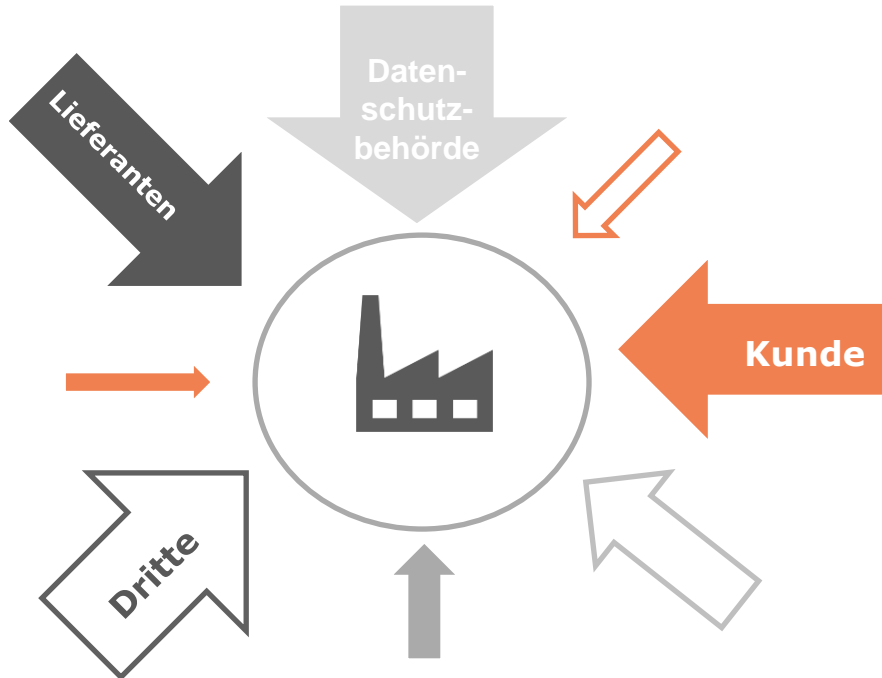 Daten-
schutz-
behörde
Lieferanten
Kunde
Dritte